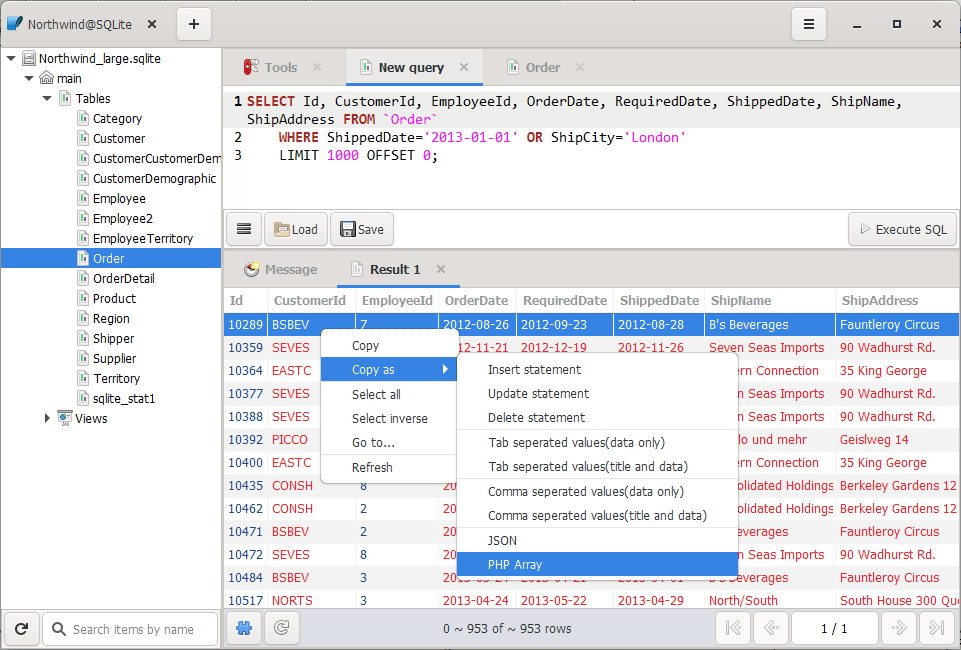 Northwind@SQLite
Northwind_large.sqlite
main
Tables
Category
Customer
CustomerCustomerDem
CustomerDemographic
Employee
Employee2
EmployeeTerritory
Order
OrderDetail
Product
Region
Shipper
Supplier
Territory
sqlite_stat1
Views
Search items by name
Tools
New query
Order
1 SELECT Id, CustomerId, EmployeeId, OrderDate, RequiredDate, ShippedDate, ShipName,
ShipAddress FROM `Order`
2 WHERE ShippedDate='2013-01-01' OR ShipCity='London'
3 LIMIT 1000 OFFSET 0;
Load Save Execute SQL
Message Result 1
Id CustomerId EmployeeId OrderDate RequiredDate ShippedDate ShipName ShipAddress
10289 BSBEV 7 2012-08-26 2012-09-23 2012-08-28 B's Beverages Fauntleroy Circus
10359 SEVES 12-11-21 2012-12-19 2012-11-26 Seven Seas Imports 90 Wadhurst Rd.
10364 EASTC rn Connection 35 King George
10377 SEVES n Seas Imports 90 Wadhurst Rd.
10388 SEVES n Seas Imports 90 Wadhurst Rd.
10392 PICCO lo und mehr Geislweg 14
10400 EASTC rn Connection 35 King George
10435 CONSH 8 20 olidated Holdings Berkeley Gardens 12
10462 CONSH 2 20 olidated Holdings Berkeley Gardens 12
10471 BSBEV 2 20 everages Fauntleroy Circus
10472 SEVES 8 20 n Seas Imports 90 Wadhurst Rd.
10484 BSBEV 3 B's Beverages Fauntleroy Circus
10517 NORTS 3 2013-04-24 2013-05-22 2013-04-29 North/South South House 300 Que
Copy
Copy as
Select all
Select inverse
Go to...
Refresh
Insert statement
Update statement
Delete statement
Tab seperated values(data only)
Tab seperated values(title and data)
Comma seperated values(data only)
Comma seperated values(title and data)
JSON
PHP Array
0 ~ 953 of ~ 953 rows
1 / 1